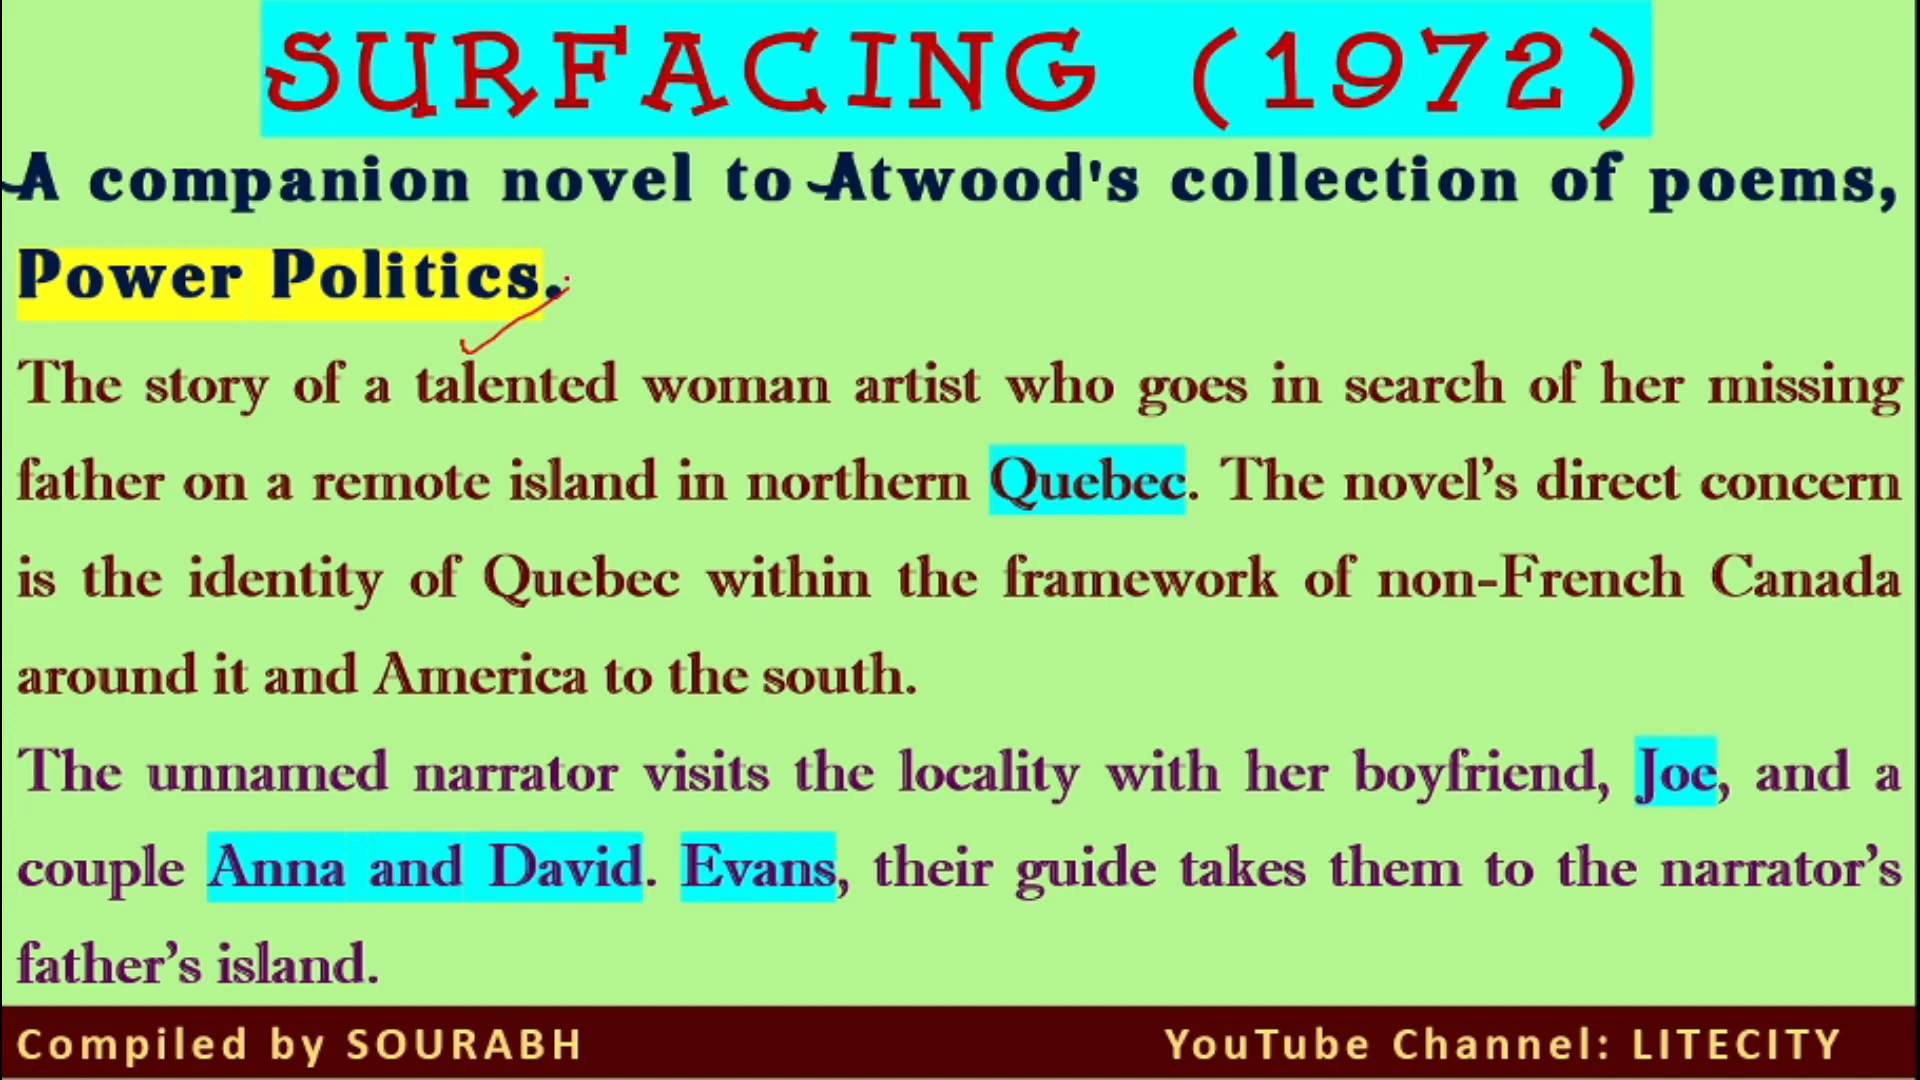 SURFACING (1972)
A companion novel to Atwood's collection of poems,
Power Politics.
The story of a talented woman artist who goes in search of her missing
father on a remote island in northern Quebec. The novel’s direct concern
is the identity of Quebec within the framework of non-French Canada
around it and America to the south.
The unnamed narrator visits the locality with her boyfriend, Joe, and a
couple Anna and David. Evans, their guide takes them to the narrator’s
father’s island.
Compiled by SOURABH YouTube Channel: LITECITY